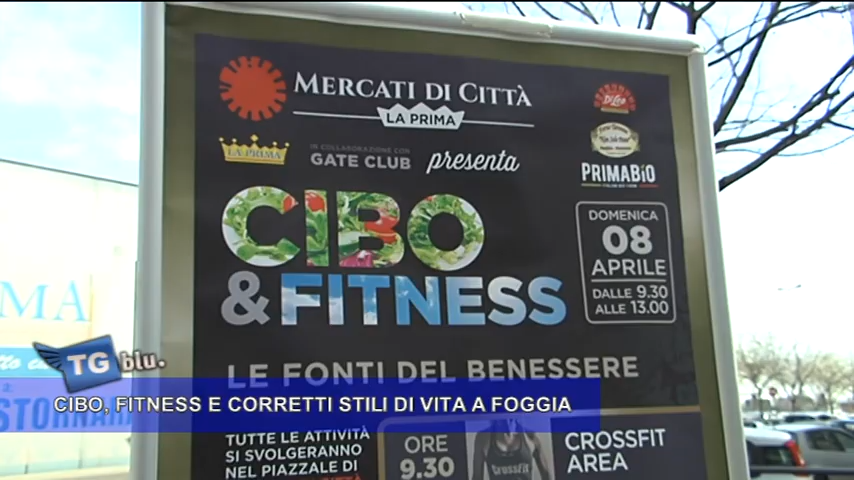 MERCATI DI CITTÀ
LA PRIMA
LA PRIMA
IN COLLABORAZIONE CON
GATE CLUB presenta
DiLeo
PRIMABIO
CIBO
& FITNESS
DOMENICA
08
APRILE
DALLE 9.30
ALLE 13.00
LE FONTI DEL BENESSERE
TG blu.
CIBO, FITNESS E CORRETTI STILI DI VITA A FOGGIA
TUTTE LE ATTIVITÀ
SI SVOLGERANNO
NEL PIAZZALE DI
ORE
9.30
CrossFit
CROSSFIT
AREA